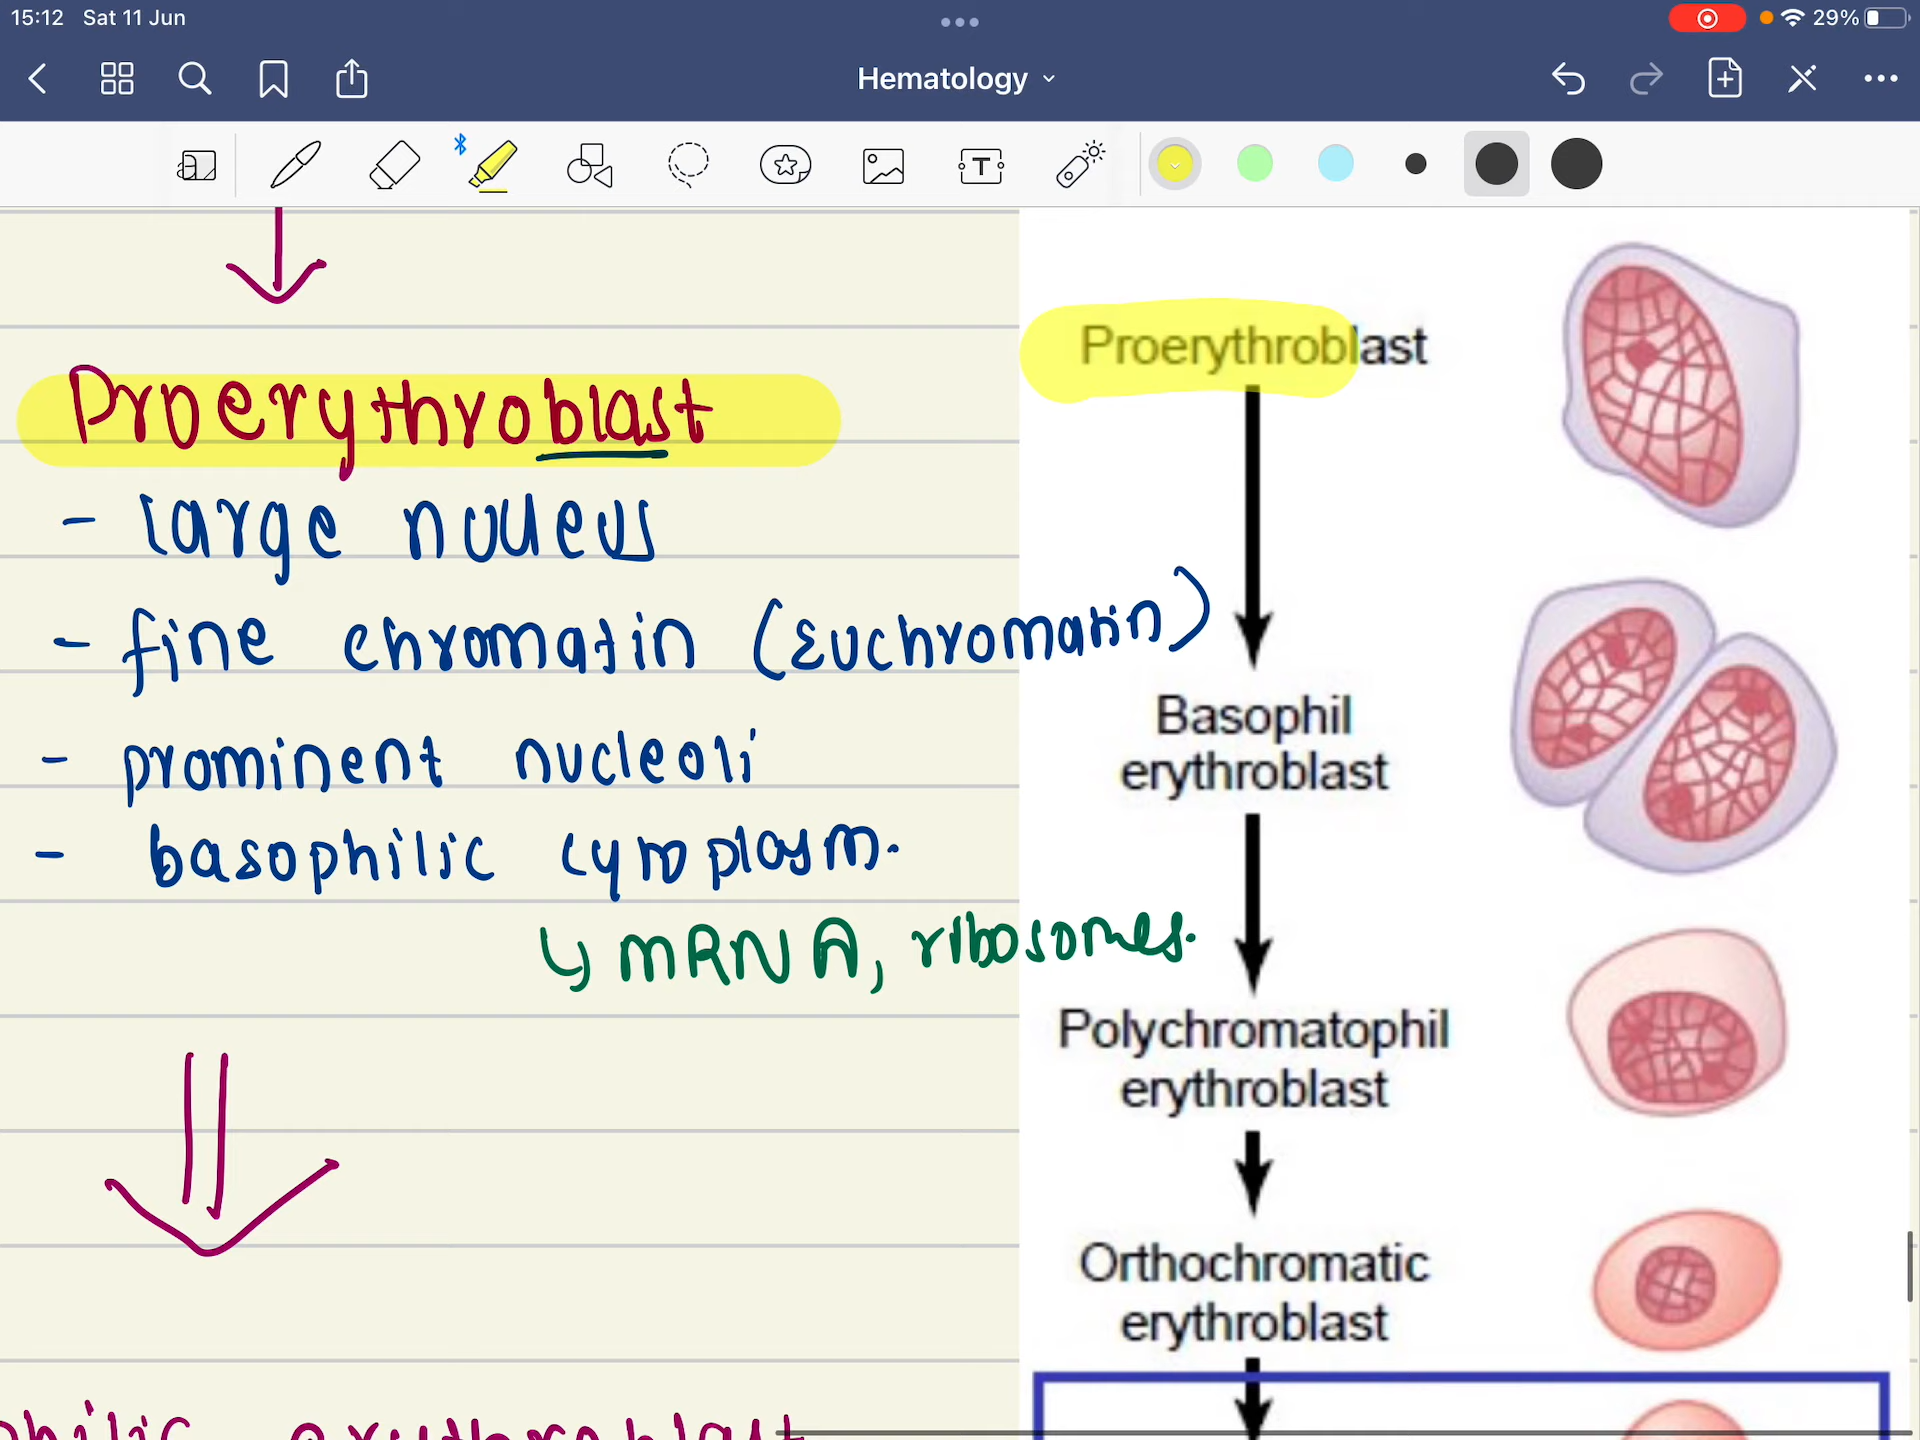 15:12 Sat 11 Jun
29%
Hematology
Proerythroblast
- large nucleus
- fine chromatin (Euchromatin)
- prominent nucleoli
- basophilic cytoplasm.
↳ mRNA, ribosomes.
erythroblast
Proerythroblast
Basophil
erythroblast
Polychromatophil
erythroblast
Orthochromatic
erythroblast